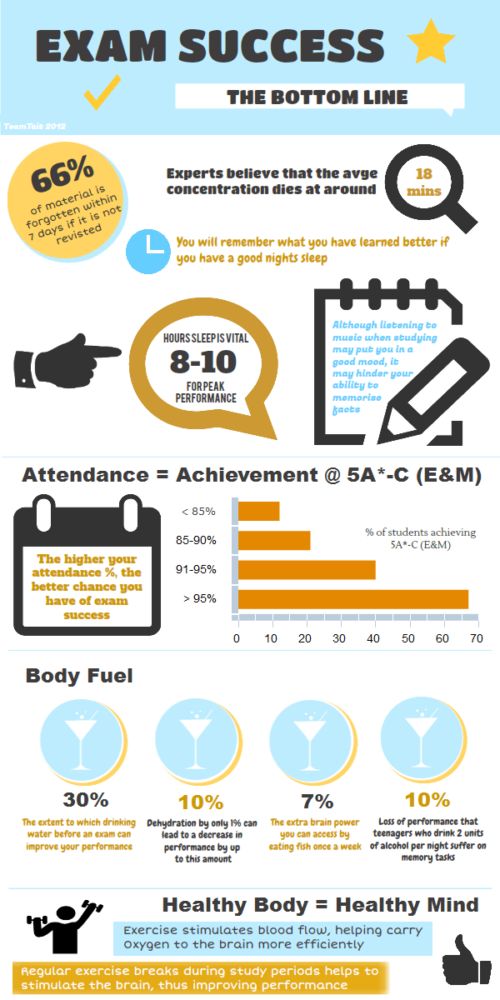 EXAM SUCCESS
THE BOTTOM LINE
TeamTalk 2012
66%
of material is
forgotten within
7 days if it is not
revisted
Experts believe that the avge
concentration dies at around
18
mins
You will remember what you have learned better if
you have a good nights sleep
HOURS SLEEP IS VITAL
8-10
FOR PEAK
PERFORMANCE
Although listening to
music when studying
may put you in a
good mood, it
may hinder your
ability to
memorise
facts
Attendance = Achievement @ 5A*-C (E&M)
The higher your
attendance %, the
better chance you
have of exam
success
< 85%
85-90%
91-95%
> 95%
% of students achieving
5A*-C (E&M)
0 10 20 30 40 50 60 70
Body Fuel
30%
The extent to which drinking
water before an exam can
improve your performance
10%
Dehydration by only 1% can
lead to a decrease in
performance by up
to this amount
7%
The extra brain power
you can access by
eating fish once a week
10%
Loss of performance that
teenagers who drink 2 units
of alcohol per night suffer on
memory tasks
Healthy Body = Healthy Mind
Exercise stimulates blood flow, helping carry
Oxygen to the brain more efficiently
Regular exercise breaks during study periods helps to
stimulate the brain, thus improving performance